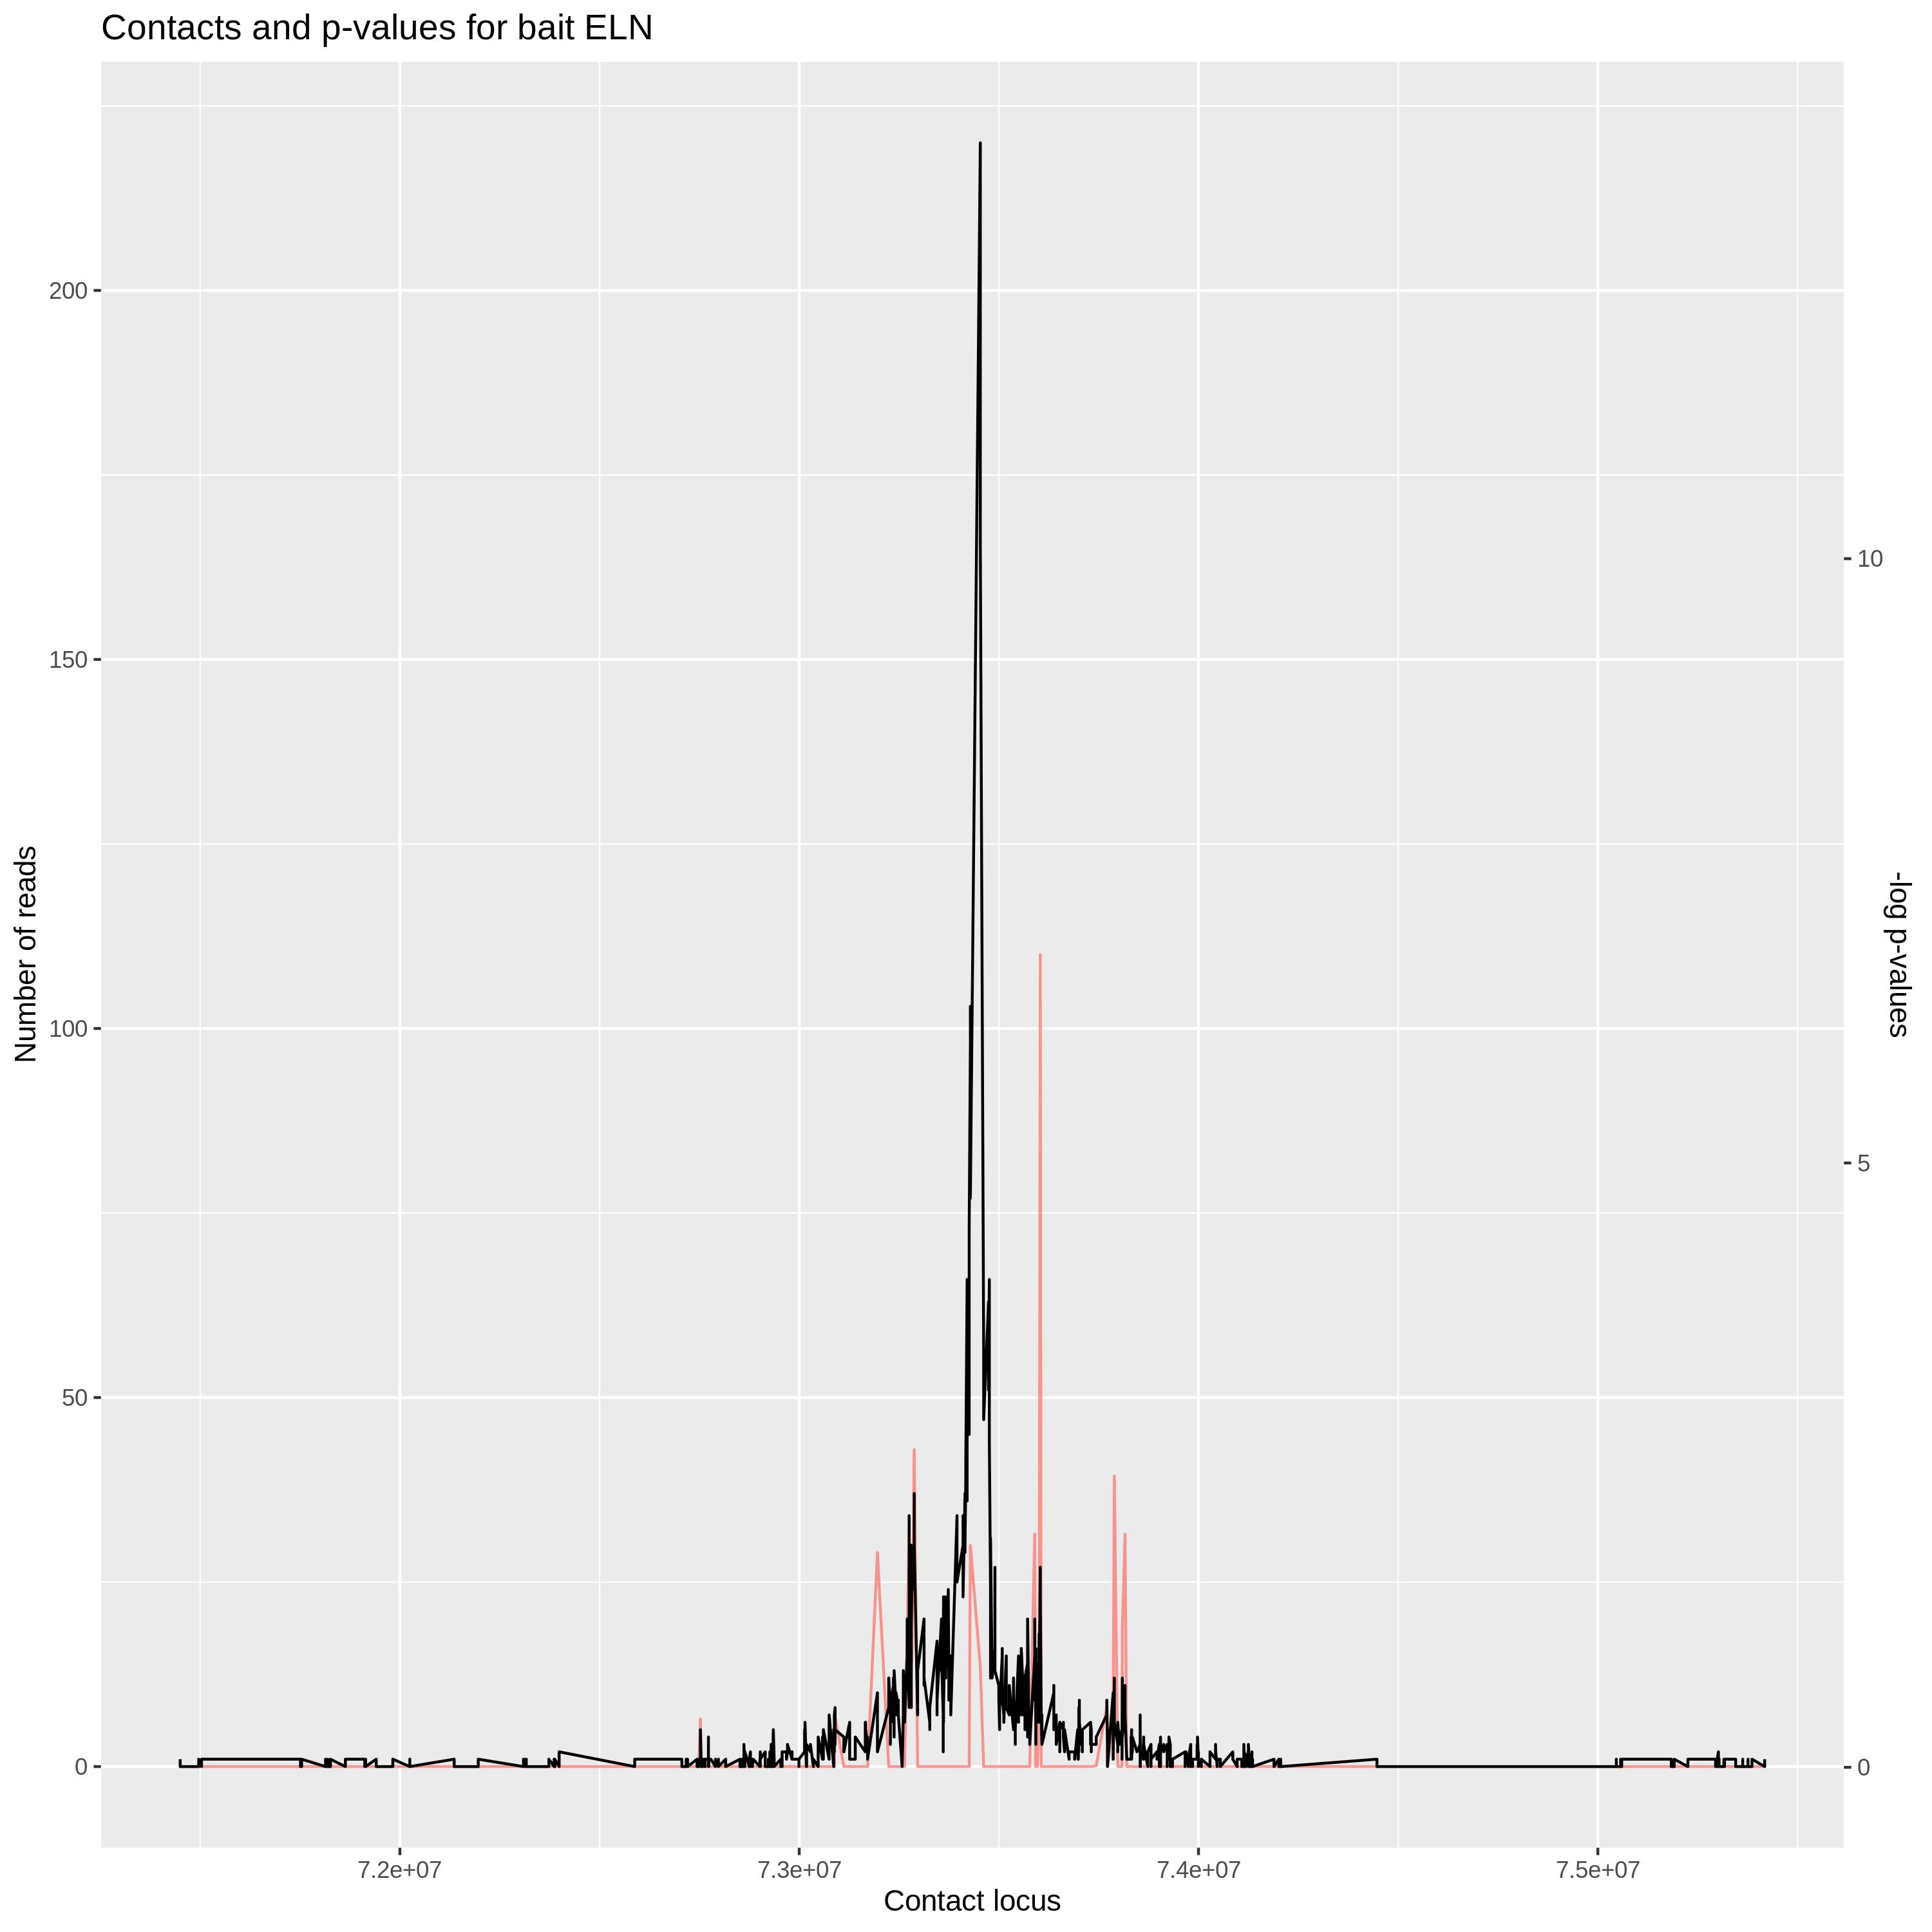 Contacts and p-values for bait ELN
200
150
100
50
0
Number of reads
10
5
0
-log p-values
7.2e+07
7.3e+07
7.4e+07
7.5e+07
Contact locus